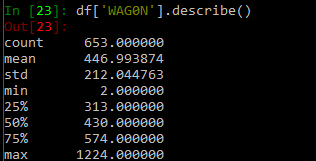 In [23]: df['WAG0N'].describe()
Out[23]:
count 653.000000
mean 446.993874
std 212.044763
min 2.000000
25% 313.000000
50% 430.000000
75% 574.000000
max 1224.000000